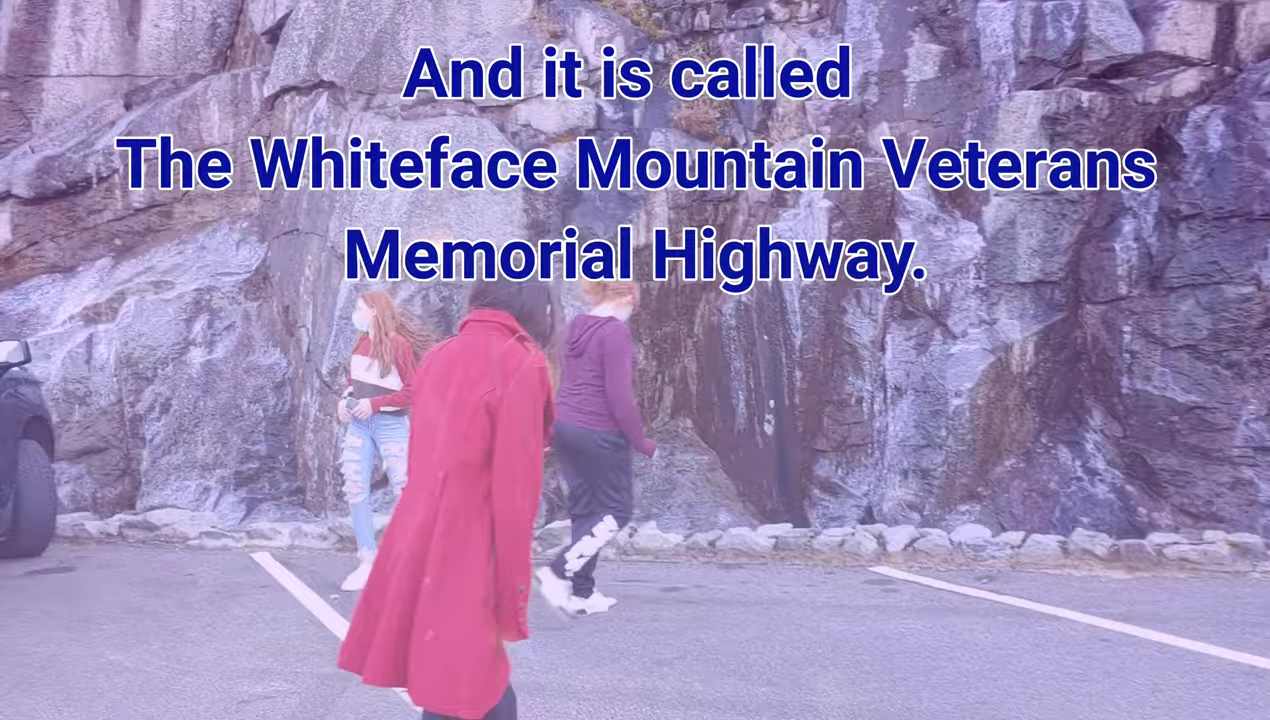 And it is called
The Whiteface Mountain Veterans
Memorial Highway.